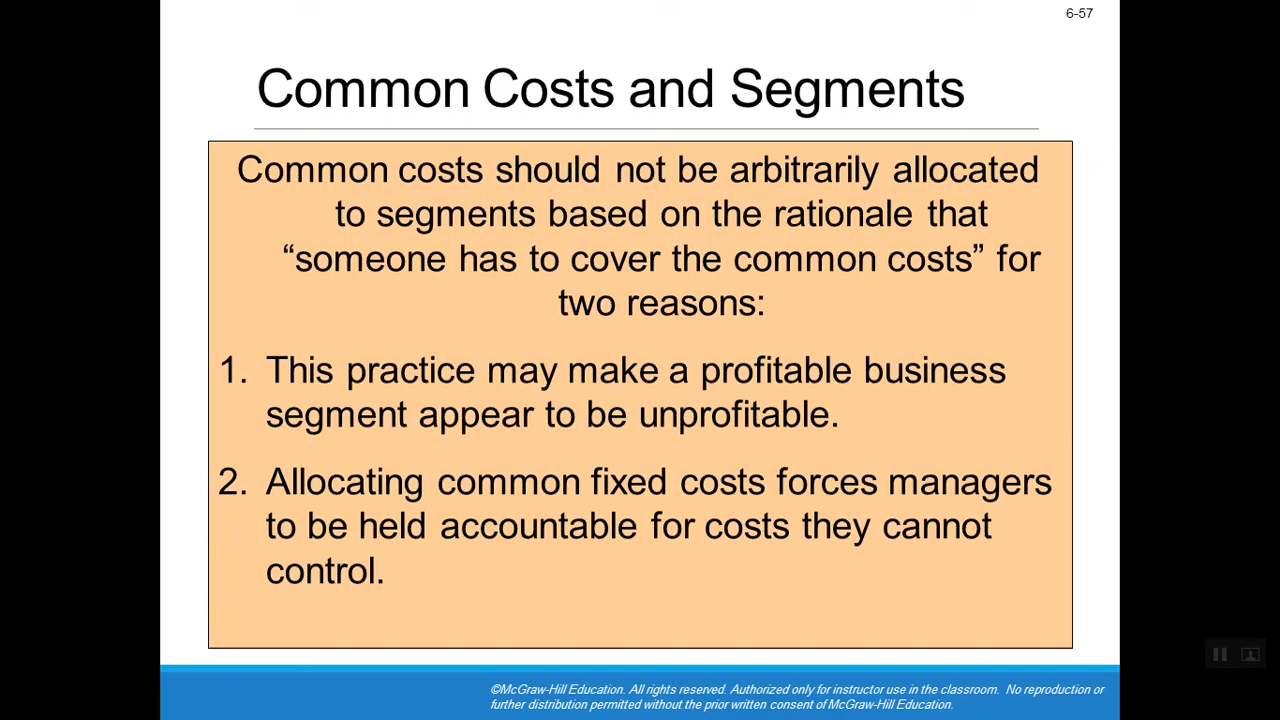 6-57
Common Costs and Segments
Common costs should not be arbitrarily allocated
to segments based on the rationale that
“someone has to cover the common costs” for
two reasons:
1. This practice may make a profitable business
segment appear to be unprofitable.
2. Allocating common fixed costs forces managers
to be held accountable for costs they cannot
control.
©McGraw-Hill Education. All rights reserved. Authorized only for instructor use in the classroom. No reproduction or
further distribution permitted without the prior written consent of McGraw-Hill Education.